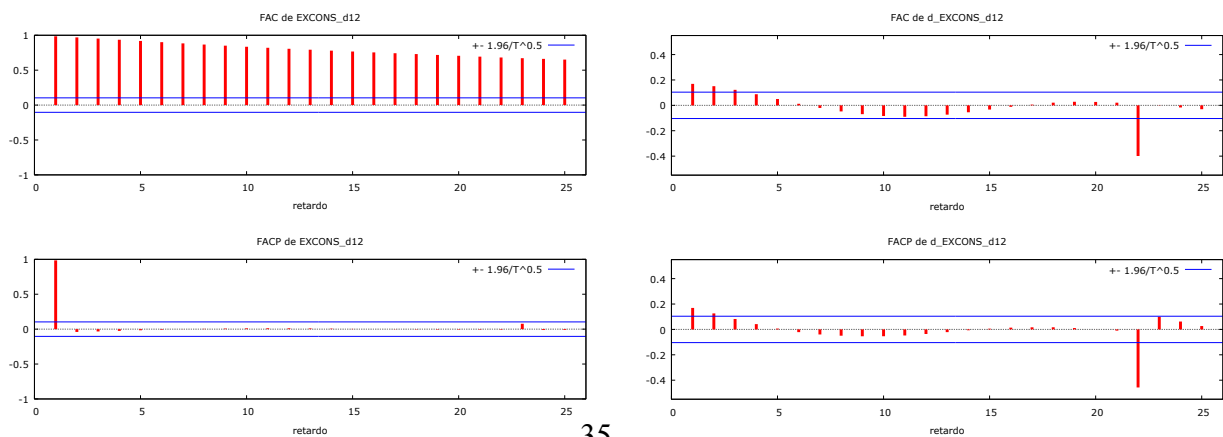 FAC de EXCONS_d12
+- 1.96/T^0.5
1
0.5
0
-0.5
-1
0 5 10 15 20 25
retardo
FACP de EXCONS_d12
+- 1.96/T^0.5
1
0.5
0
-0.5
-1
0 5 10 15 20 25
retardo
FAC de d_EXCONS_d12
+- 1.96/T^0.5
0.4
0.2
0
-0.2
-0.4
0 5 10 15 20 25
retardo
FACP de d_EXCONS_d12
+- 1.96/T^0.5
0.4
0.2
0
-0.2
-0.4
0 5 10 15 20 25
retardo
35